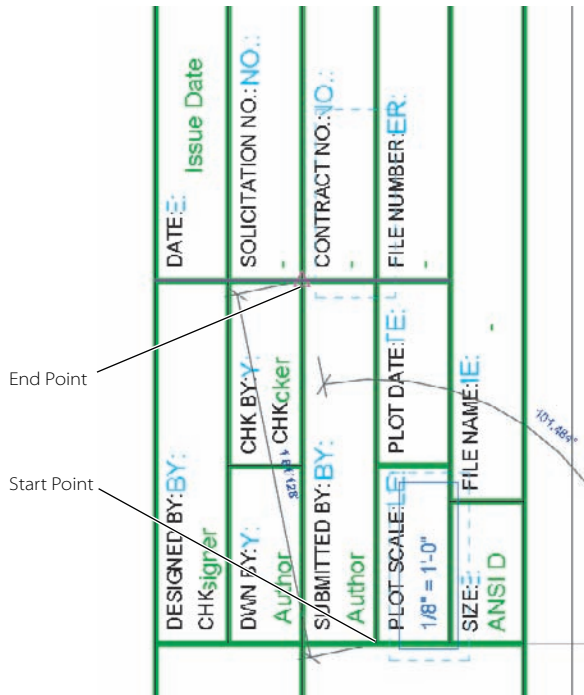 DATE:E:
Issue Date
SOLICITATION NO.:NO.:
-
CONTRACT NO.:NO.:
-
FILE NUMBER:ER:
-
End Point
Start Point
DESIGNED BY:BY:
CHKsigner
CHK BY:Y:
CHKcker
DWN BY:Y:
Author
SUBMITTED BY:BY:
Author
PLOT DATE:TE:
PLOT SCALE:LE:
1/8" = 1'-0"
FILE NAME:IE:
-
SIZE:E:
ANSI D
101.484°